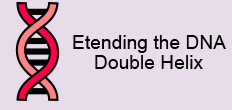 Etending the DNA
Double Helix